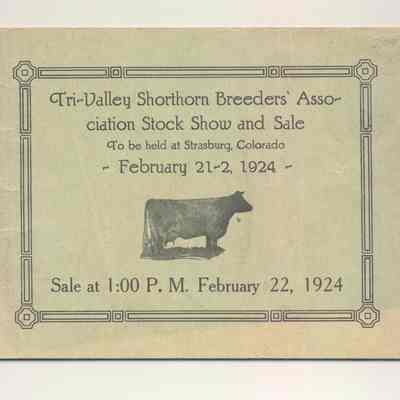 Tri-Valley Shorthorn Breeders' Asso-
ciation Stock Show and Sale
To be held at Strasburg, Colorado
- February 21-2, 1924 -
Sale at 1:00 P. M. February 22, 1924